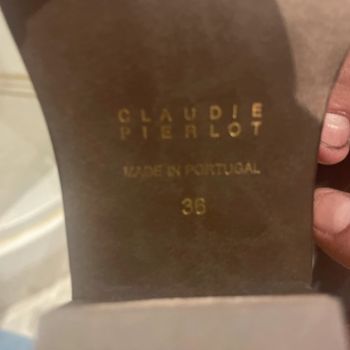 CLAUDIE
PIERLOT
MADE IN PORTUGAL
36